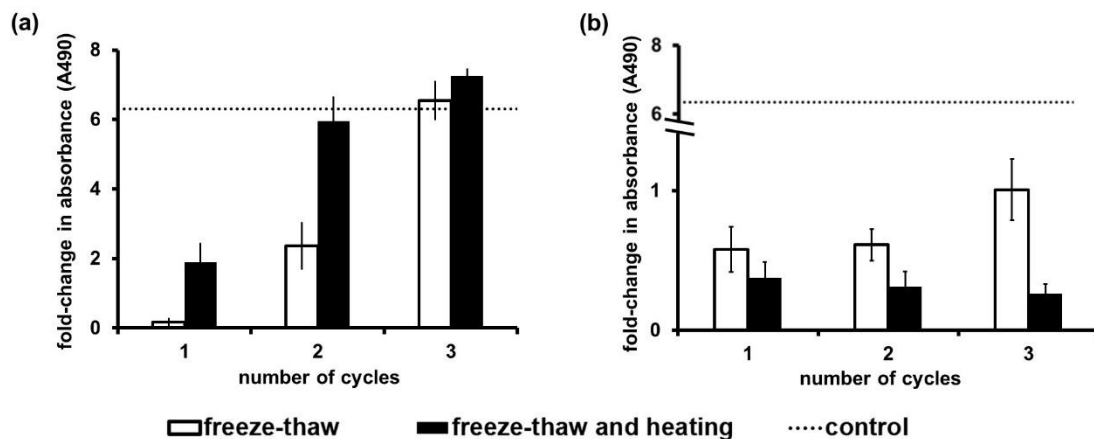 (a)
fold-change in absorbance (A490)
8
6
4
2
0
1 2 3
number of cycles
(b)
fold-change in absorbance (A490)
8
6
1
0
1 2 3
number of cycles
freeze-thaw freeze-thaw and heating control